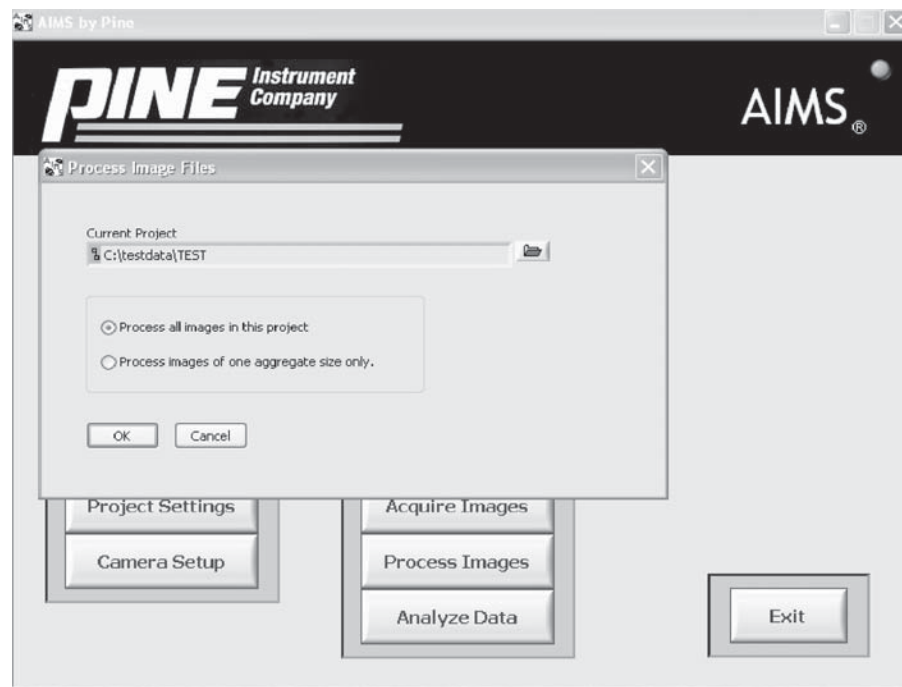 AIMS by Pine
PINE Instrument Company
AIMS®
Process Image Files
Current Project
C:\testdata\TEST
Process all images in this project
Process images of one aggregate size only.
OK
Cancel
Project Settings
Acquire Images
Camera Setup
Process Images
Analyze Data
Exit